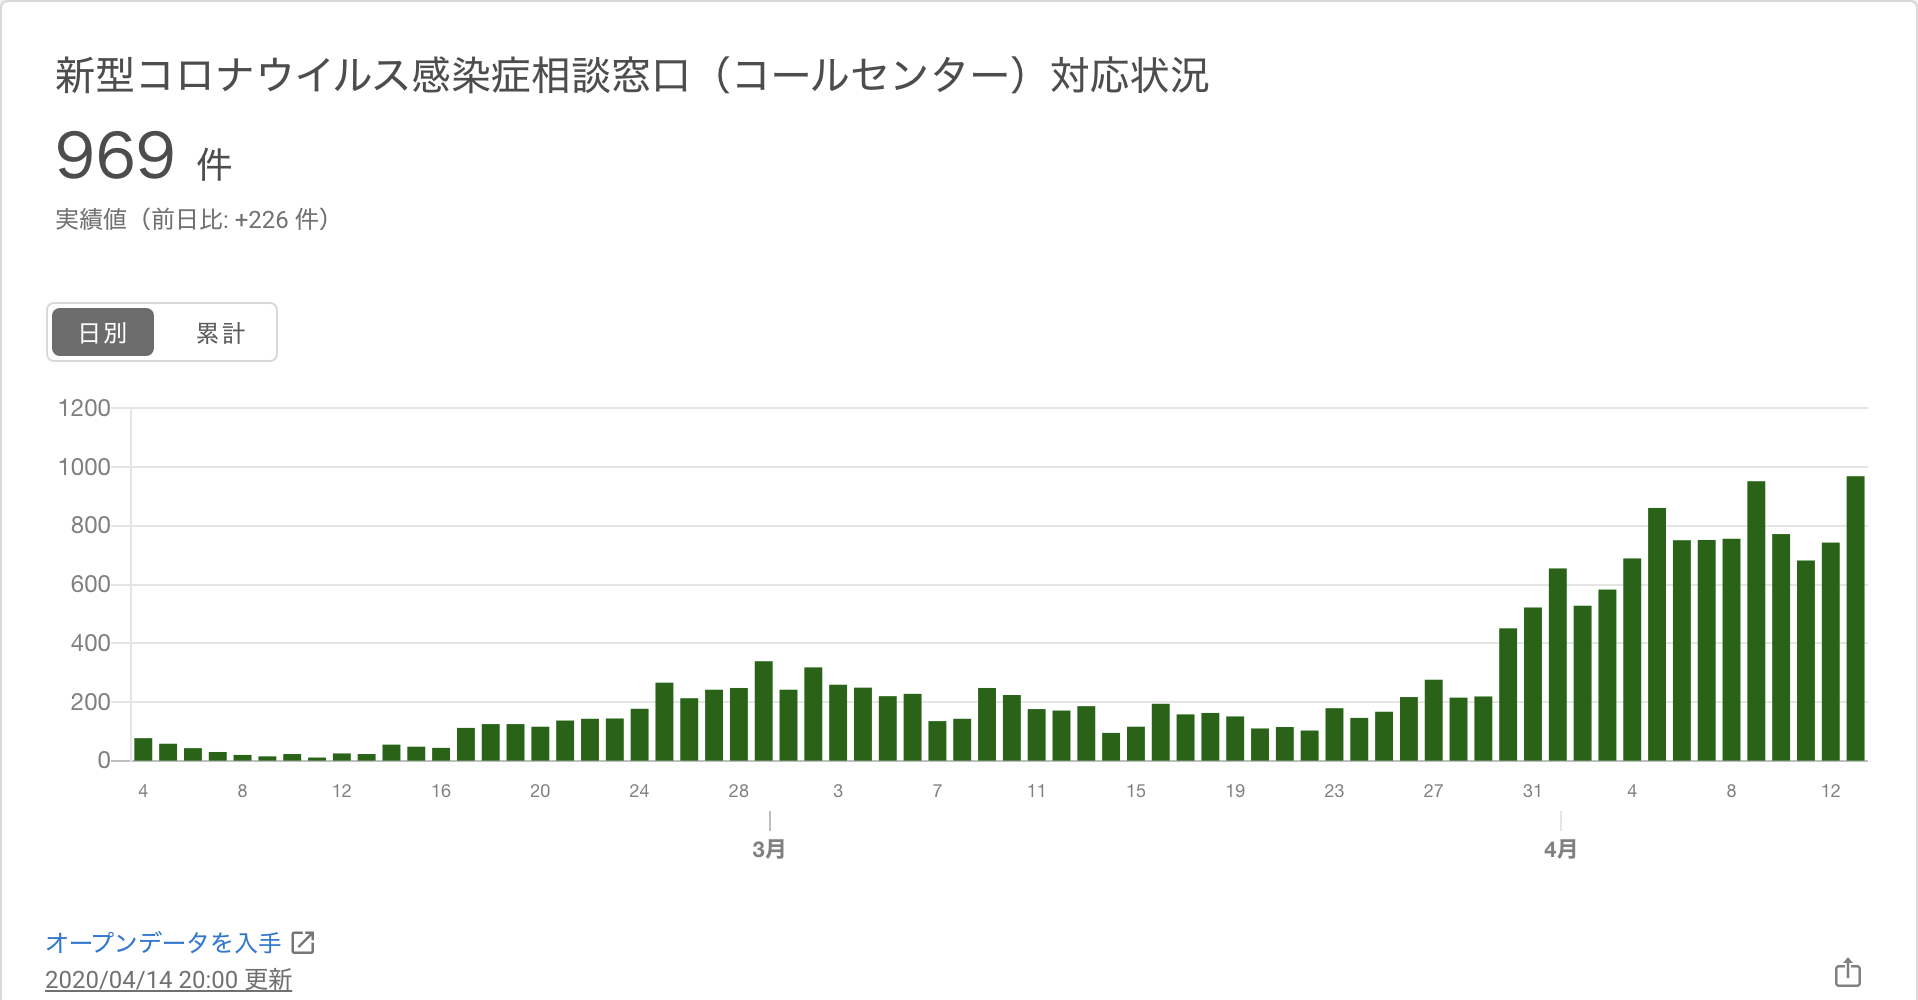 新型コロナウイルス感染症相談窓口（コールセンター）対応状況
969 件
実績値（前日比: +226 件）
日別 累計
1200
1000
800
600
400
200
0
4 8 12 16 20 24 28 3 7 11 15 19 23 27 31 4 8 12
3月 4月
オープンデータを入手
2020/04/14 20:00 更新